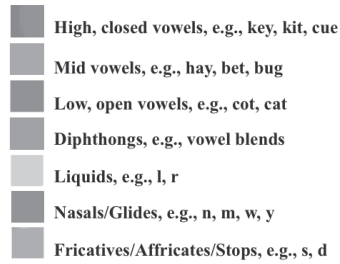 High, closed vowels, e.g., key, kit, cue
Mid vowels, e.g., hay, bet, bug
Low, open vowels, e.g., cot, cat
Diphthongs, e.g., vowel blends
Liquids, e.g., l, r
Nasals/Glides, e.g., n, m, w, y
Fricatives/Affricates/Stops, e.g., s, d